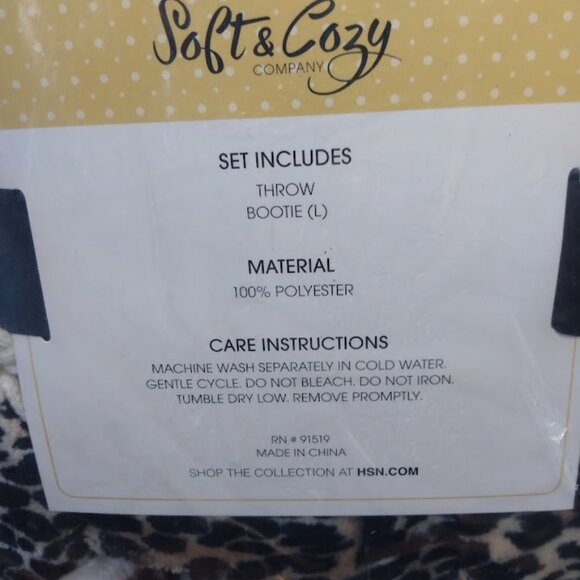 Soft & Cozy
COMPANY
SET INCLUDES
THROW
BOOTIE (L)
MATERIAL
100% POLYESTER
CARE INSTRUCTIONS
MACHINE WASH SEPARATELY IN COLD WATER.
GENTLE CYCLE. DO NOT BLEACH. DO NOT IRON.
TUMBLE DRY LOW. REMOVE PROMPTLY.
RN # 91519
MADE IN CHINA
SHOP THE COLLECTION AT HSN.COM